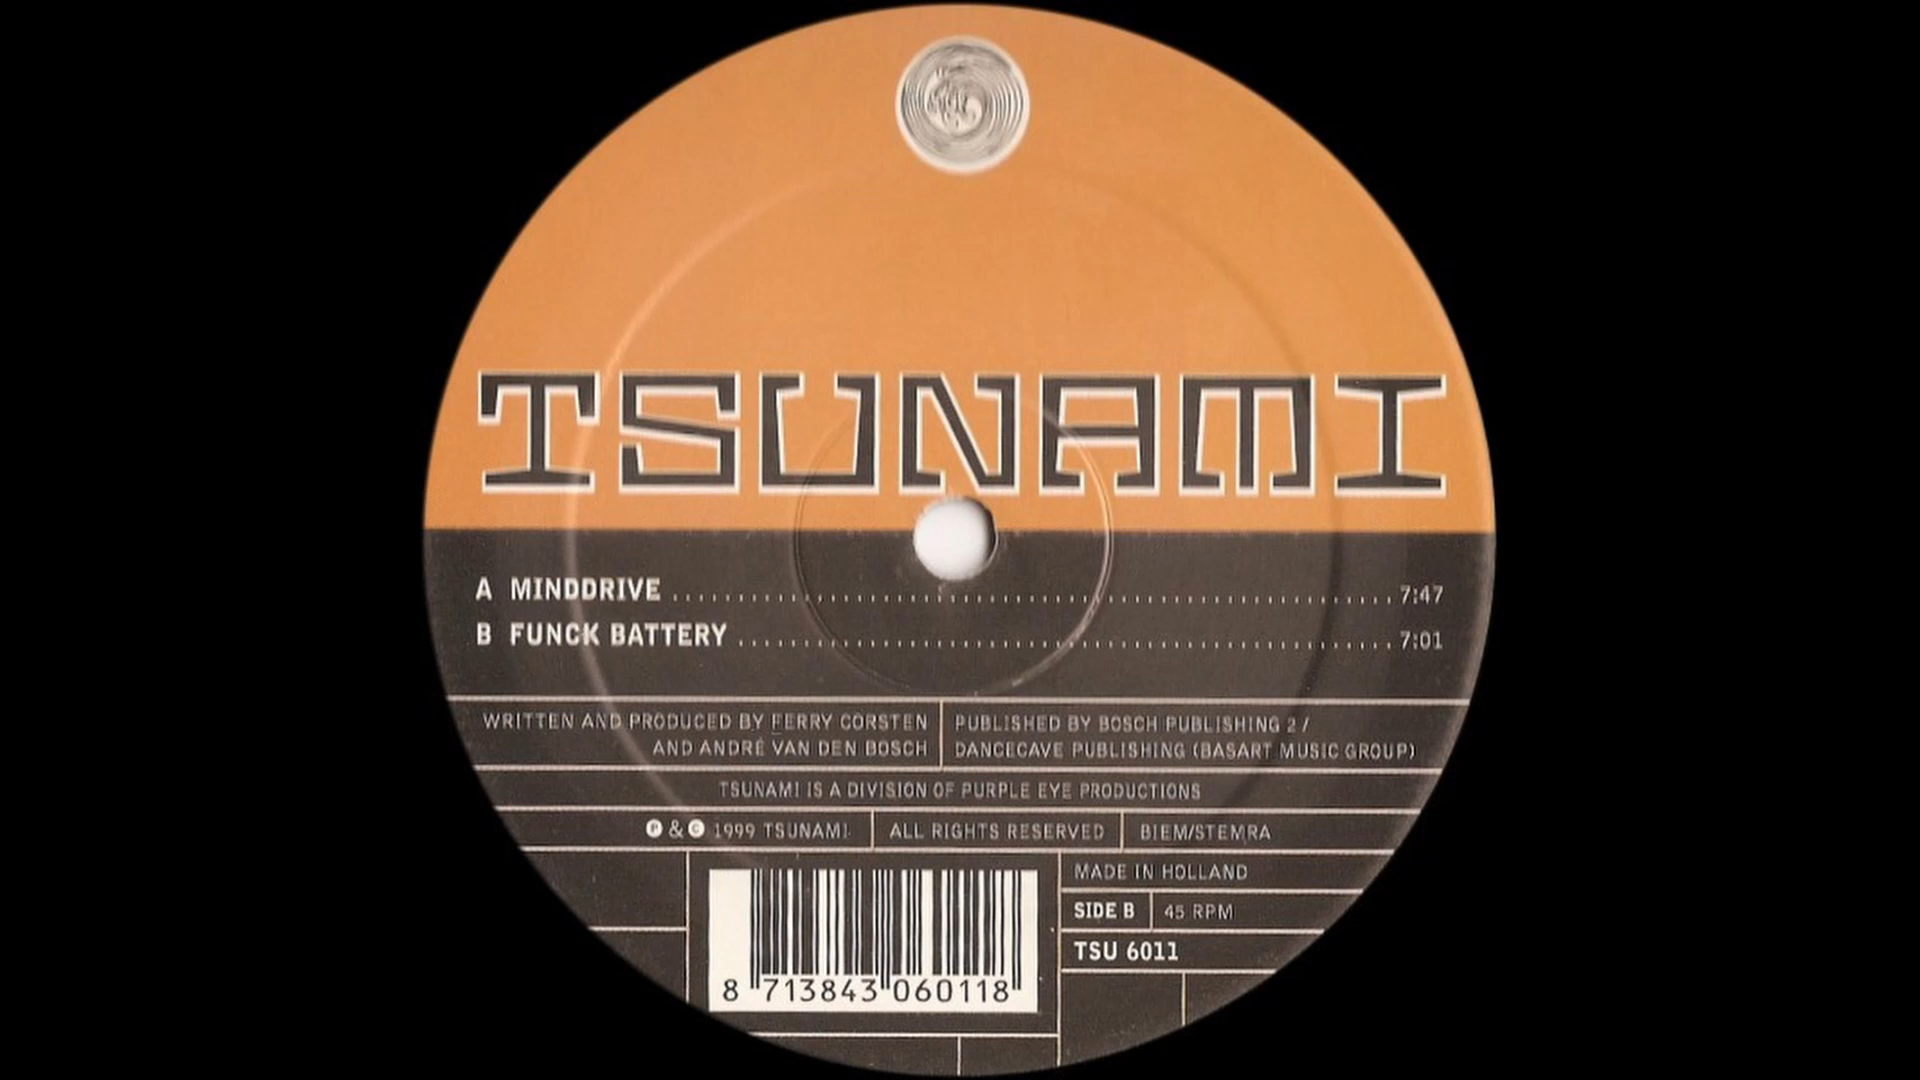 TSUNAMI
A MINDDRIVE 7:47
B FUNCK BATTERY 7:01
WRITTEN AND PRODUCED BY FERRY CORSTEN
AND ANDRÉ VAN DEN BOSCH
PUBLISHED BY BOSCH PUBLISHING 2 /
DANCECAVE PUBLISHING (BASART MUSIC GROUP)
TSUNAMI IS A DIVISION OF PURPLE EYE PRODUCTIONS
Ⓟ & © 1999 TSUNAMI
ALL RIGHTS RESERVED
BIEM/STEMRA
MADE IN HOLLAND
SIDE B 45 RPM
TSU 6011
8 713843 060118